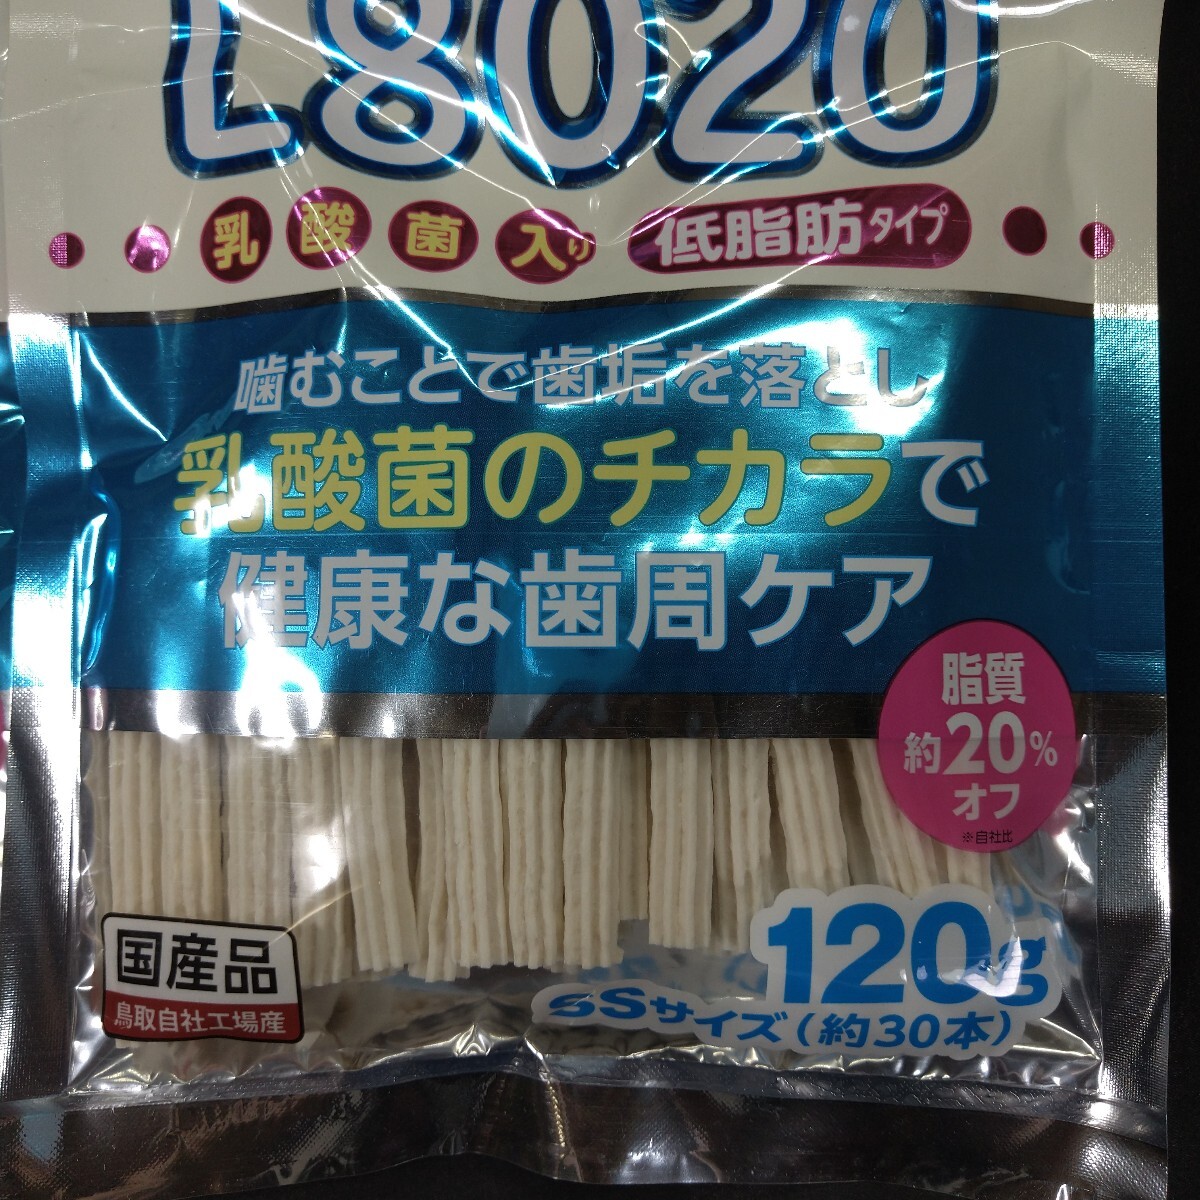 L8020
乳酸菌入り 低脂肪タイプ
噛むことで歯垢を落とし
乳酸菌のチカラで
健康な歯周ケア
脂質
約20%
オフ
※自社比
120g
SSサイズ(約30本)
国産品
鳥取自社工場産